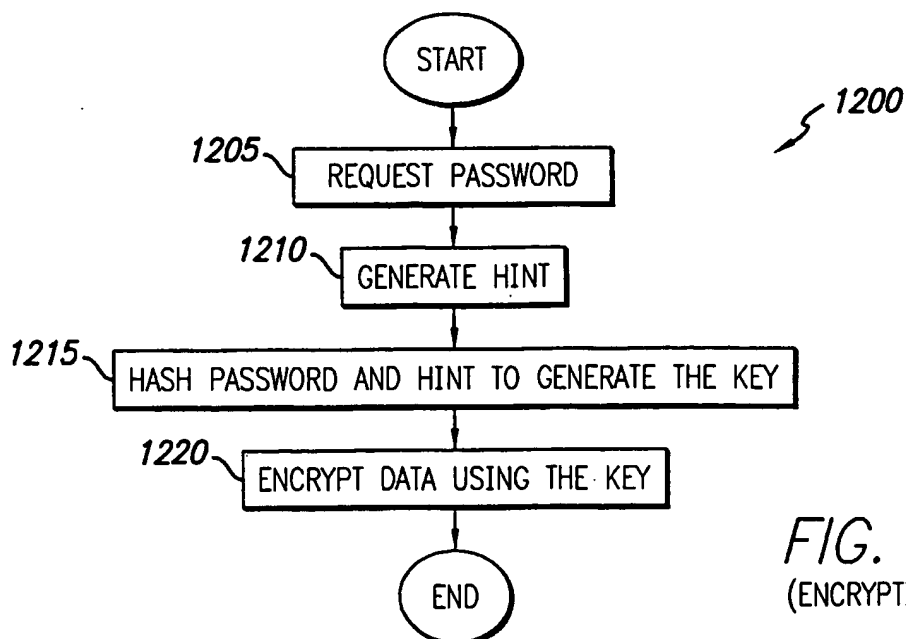 START
1200
1205
REQUEST PASSWORD
1210
GENERATE HINT
1215
HASH PASSWORD AND HINT TO GENERATE THE KEY
1220
ENCRYPT DATA USING THE KEY
FIG.
END